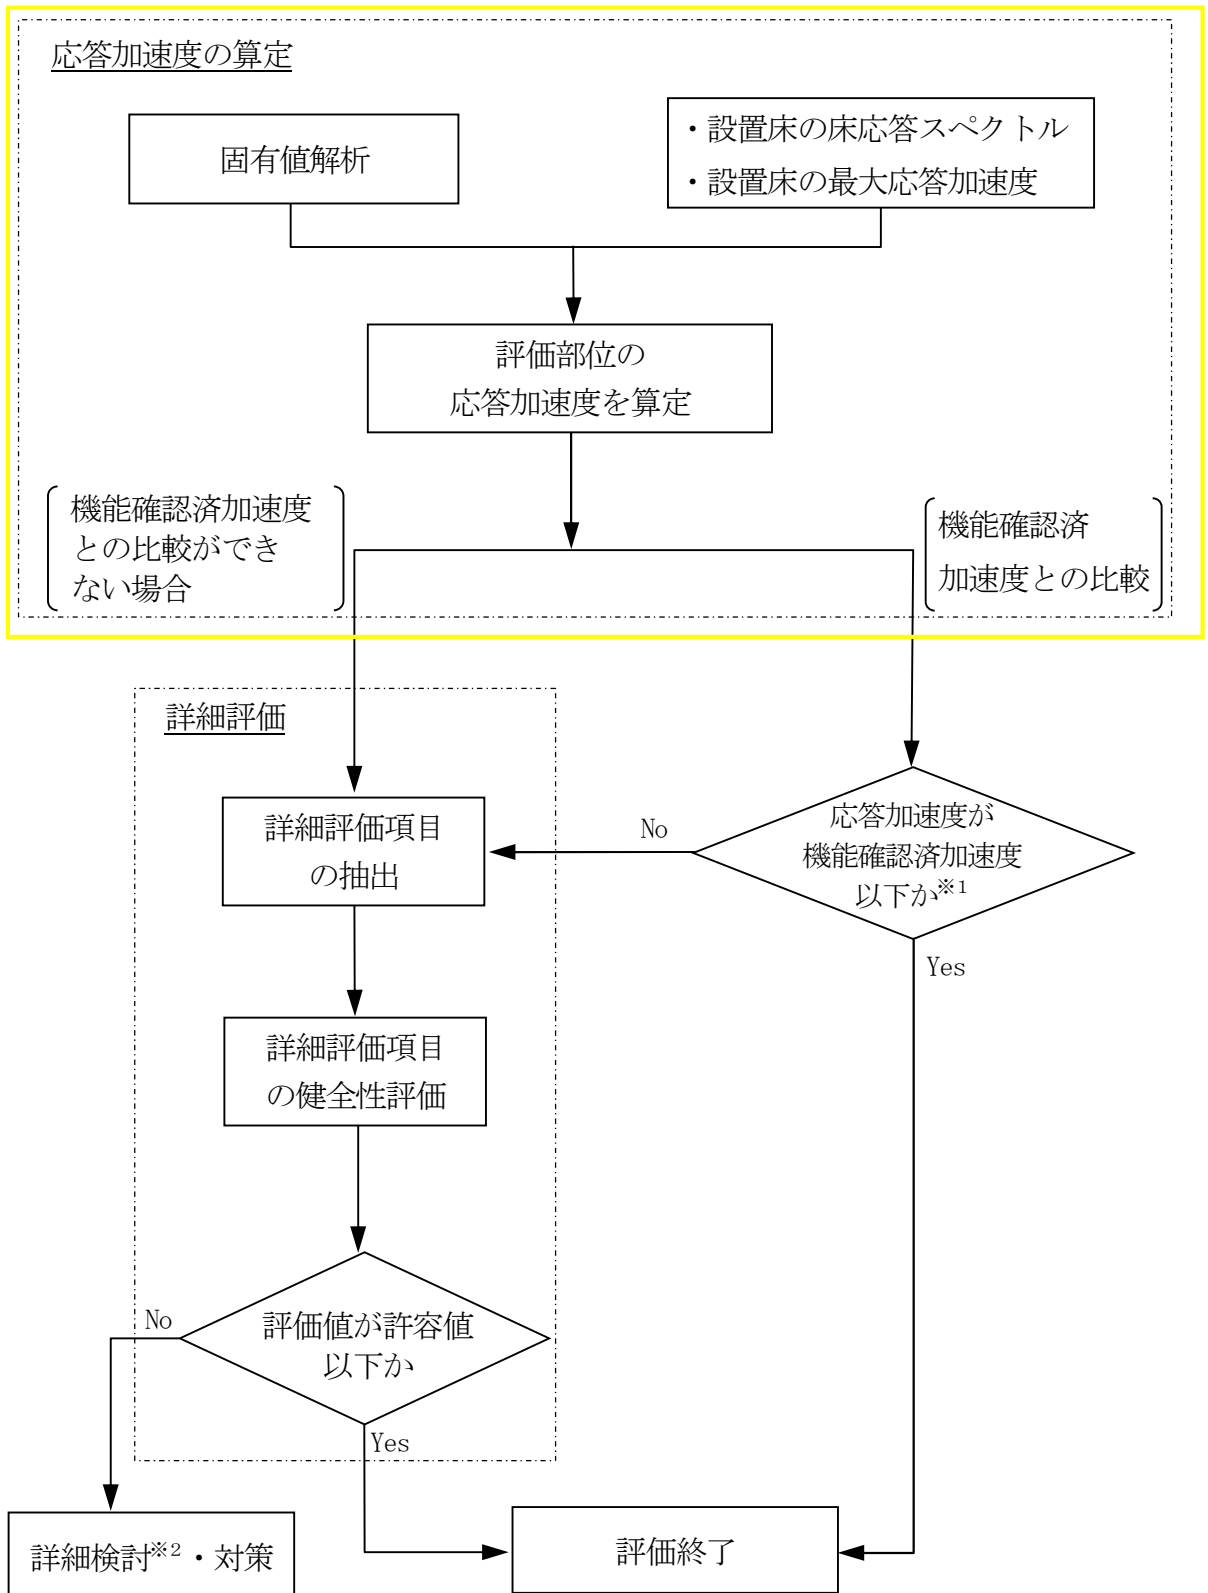 応答加速度の算定
固有値解析
・設置床の床応答スペクトル
・設置床の最大応答加速度
評価部位の
応答加速度を算定
機能確認済加速度
との比較ができ
ない場合
機能確認済
加速度との比較
詳細評価
詳細評価項目
の抽出
No
応答加速度が
機能確認済加速度
以下か※1
Yes
詳細評価項目
の健全性評価
No
評価値が許容値
以下か
Yes
詳細検討※2・対策
評価終了